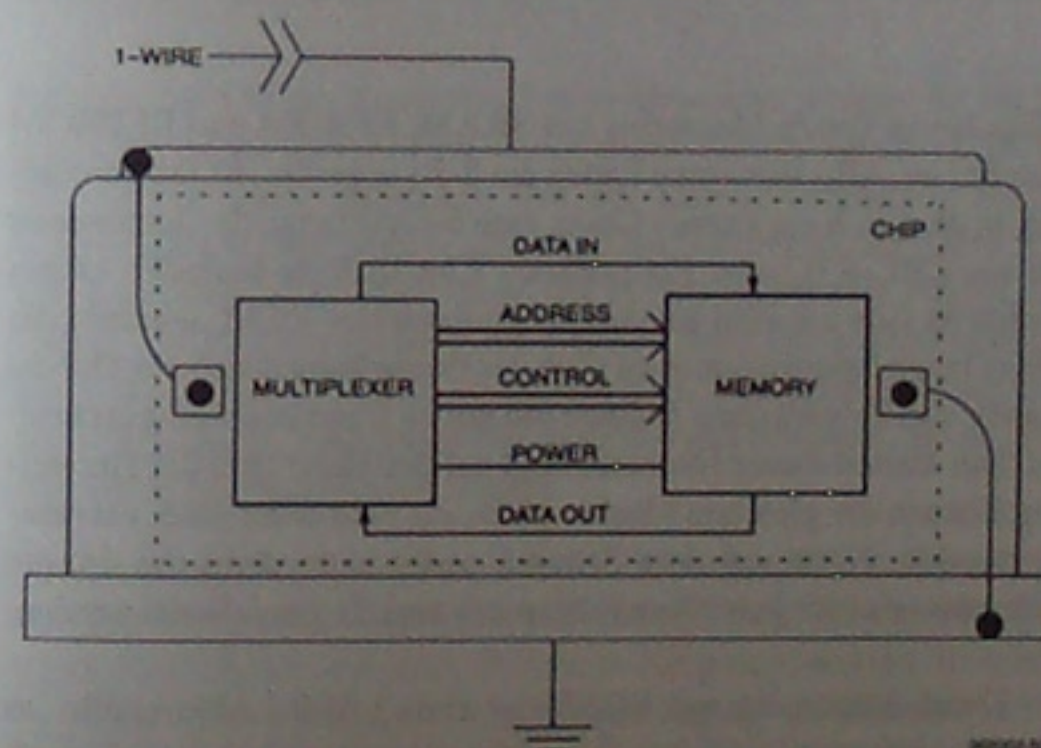 1-WIRE
CHIP
DATA IN
ADDRESS
MULTIPLEXER
CONTROL
MEMORY
POWER
DATA OUT